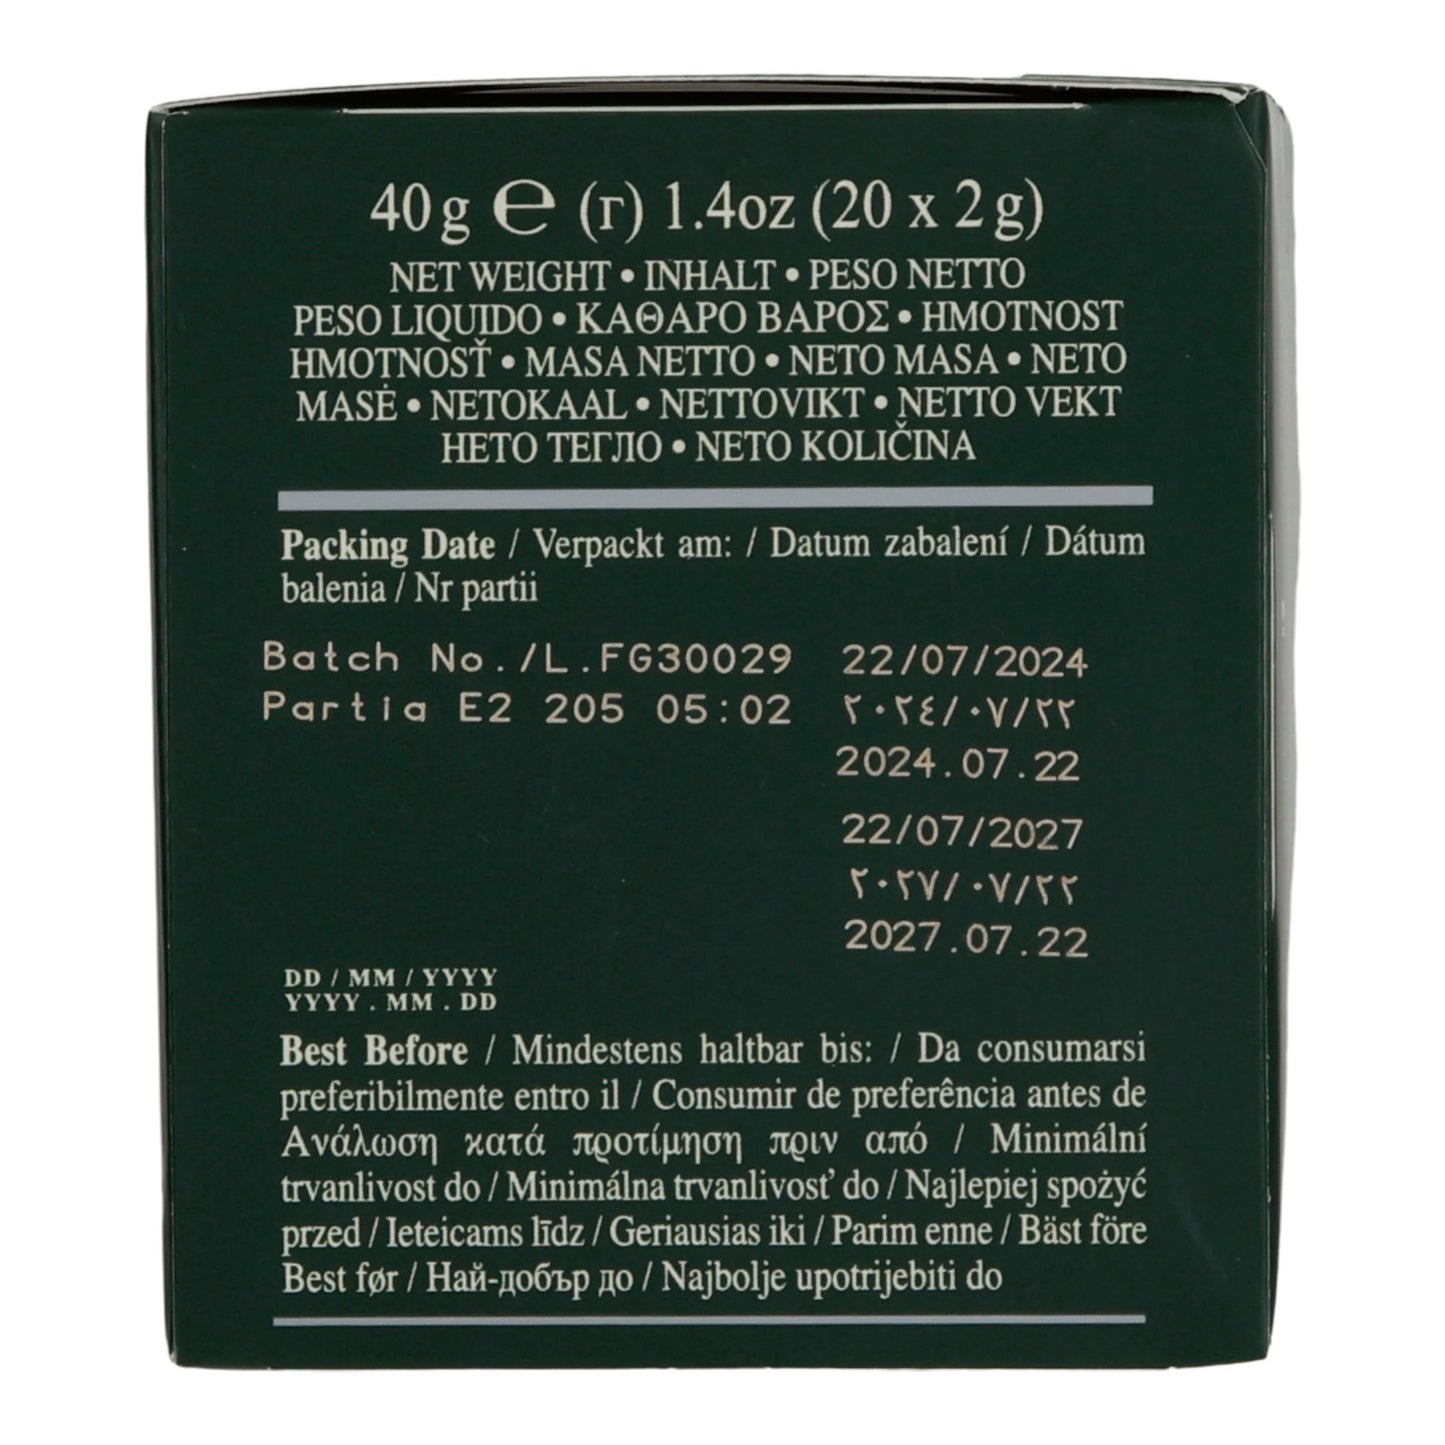 40 g ℮ (г) 1.4oz (20 x 2 g)
NET WEIGHT • INHALT • PESO NETTO
PESO LIQUIDO • ΚΑΘΑΡΟ ΒΑΡΟΣ • HMOTNOST
HMOTNOSŤ • MASA NETTO • NETO MASA • NETO
MASĖ • NETOKAAL • NETTOVIKT • NETTO VEKT
НЕТО ТЕГЛО • NETO KOLIČINA
Packing Date / Verpackt am: / Datum zabalení / Dátum
balenia / Nr partii
Batch No./L.FG30029 22/07/2024
Partia E2 205 05:02 ٢٠٢٤/٠٧/٢٢
2024.07.22
22/07/2027
٢٠٢٧/٠٧/٢٢
2027.07.22
DD / MM / YYYY
YYYY . MM . DD
Best Before / Mindestens haltbar bis: / Da consumarsi
preferibilmente entro il / Consumir de preferência antes de
Ανάλωση κατά προτίμηση πριν από / Minimální
trvanlivost do / Minimálna trvanlivosť do / Najlepiej spożyć
przed / Ieteicams līdz / Geriausias iki / Parim enne / Bäst före
Best før / Най-добър до / Najbolje upotrijebiti do